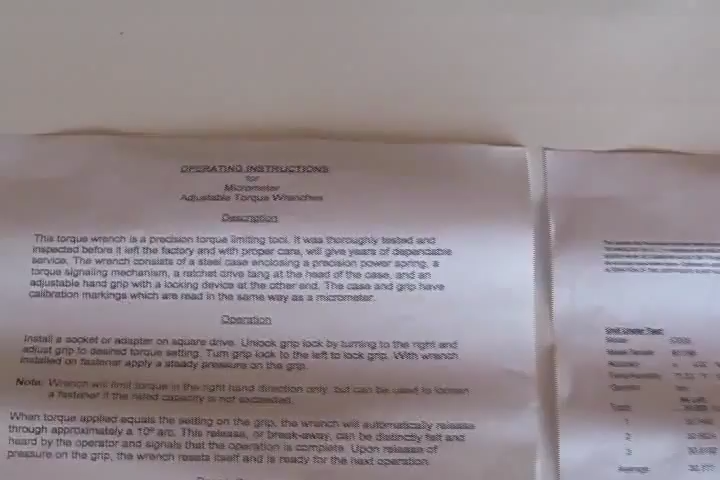 OPERATING INSTRUCTIONS
for
Micrometer
Adjustable Torque Wrenches
Description
This torque wrench is a precision torque limiting tool. It was thoroughly tested and
inspected before it left the factory and with proper care, will give years of dependable
service. The wrench consists of a steel case enclosing a precision power spring, a
torque signaling mechanism, a ratchet drive tang at the head of the case, and an
adjustable hand grip with a locking device at the other end. The case and grip have
calibration markings which are read in the same way as a micrometer.
Operation
Install a socket or adapter on square drive. Unlock grip lock by turning to the right and
adjust grip to desired torque setting. Turn grip lock to the left to lock grip. With wrench
installed on fastener apply a steady pressure on the grip.
Note: Wrench will limit torque in the right hand direction only, but can be used to loosen
a fastener if the rated capacity is not exceeded.
When torque applied equals the setting on the grip, the wrench will automatically release
through approximately a 10º arc. This release, or break-away, can be distinctly felt and
heard by the operator and signals that the operation is complete. Upon release of
pressure on the grip, the wrench resets itself and is ready for the next operation.
Unit Under Test:
1
2
3
Average